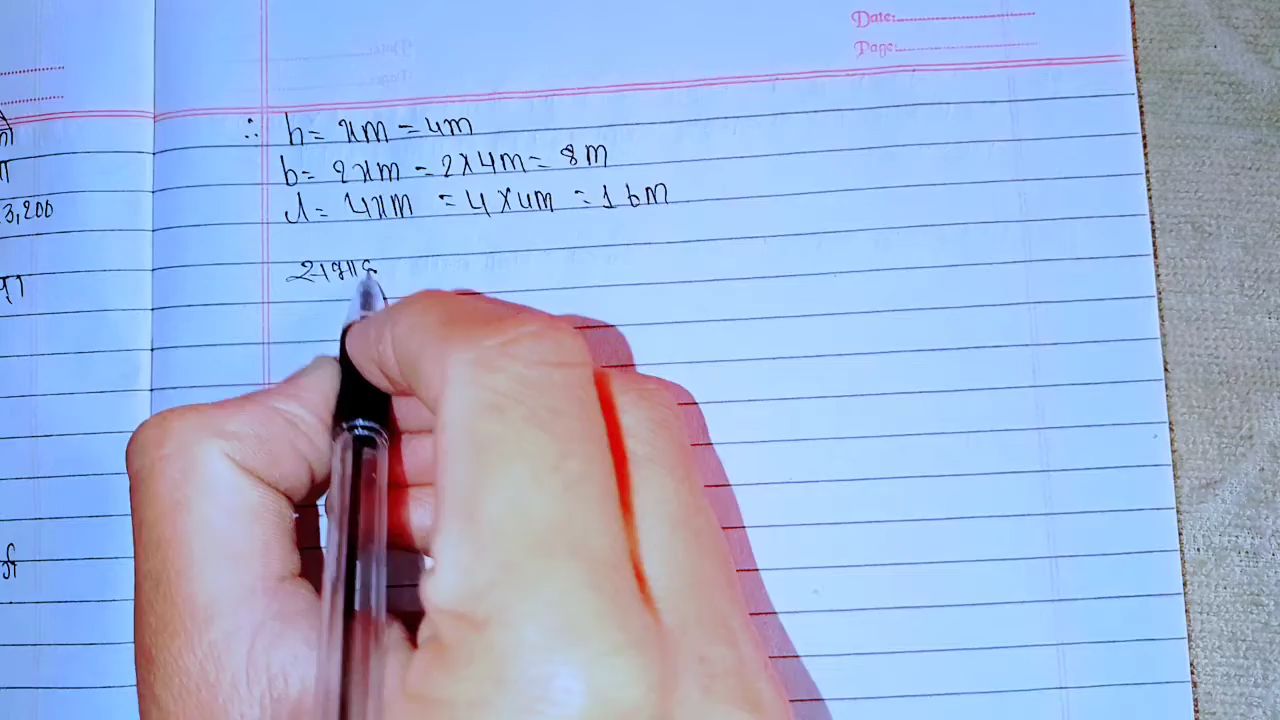 Date:
Page:
∴ h = xm = 4m
b = 2xm = 2×4m = 8m
l = 4xm = 4×4m = 16m
3,200